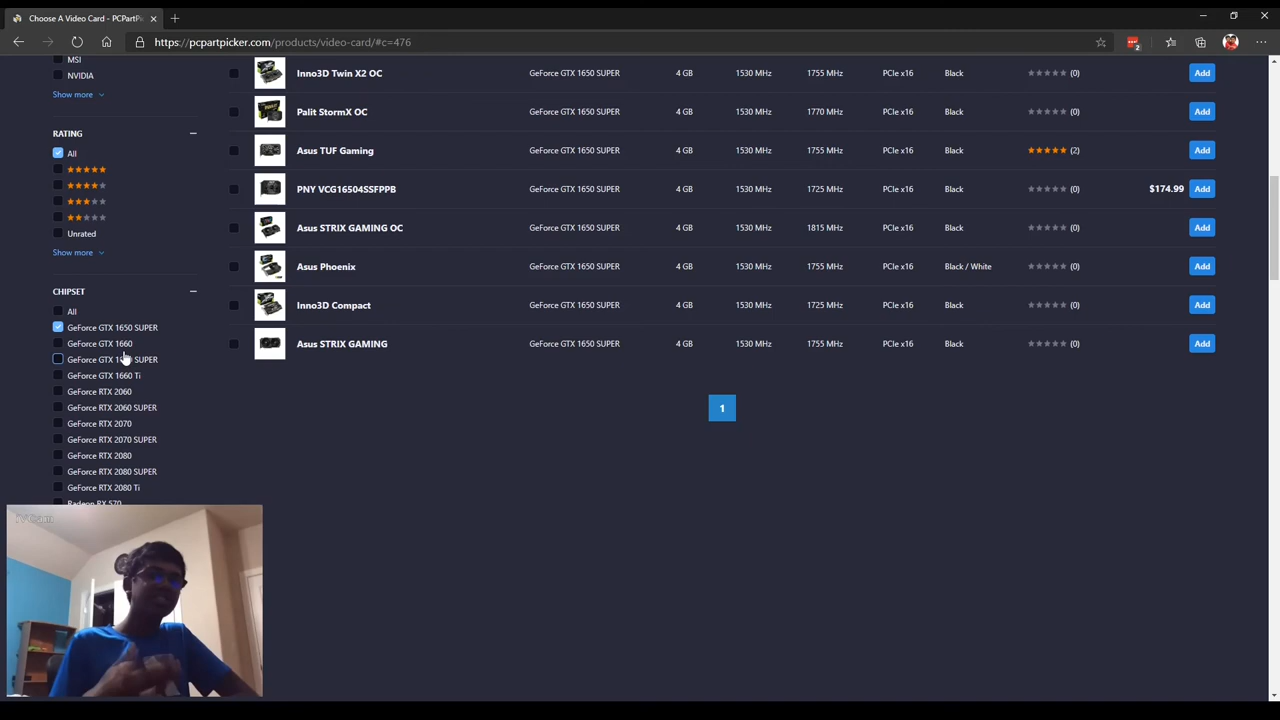 Choose A Video Card - PCPartPi
https://pcpartpicker.com/products/video-card/#c=476
2
MSI
NVIDIA
Show more
RATING
All
Unrated
Show more
CHIPSET
All
GeForce GTX 1650 SUPER
GeForce GTX 1660
GeForce GTX 1 SUPER
GeForce GTX 1660 Ti
GeForce RTX 2060
GeForce RTX 2060 SUPER
GeForce RTX 2070
GeForce RTX 2070 SUPER
GeForce RTX 2080
GeForce RTX 2080 SUPER
GeForce RTX 2080 Ti
Radeon RX 570
Inno3D Twin X2 OC GeForce GTX 1650 SUPER 4 GB 1530 MHz 1755 MHz PCIe x16 Black (0) Add
Palit StormX OC GeForce GTX 1650 SUPER 4 GB 1530 MHz 1770 MHz PCIe x16 Black (0) Add
Asus TUF Gaming GeForce GTX 1650 SUPER 4 GB 1530 MHz 1755 MHz PCIe x16 Black (2) Add
PNY VCG16504SSFPPB GeForce GTX 1650 SUPER 4 GB 1530 MHz 1725 MHz PCIe x16 Black (0) $174.99 Add
Asus STRIX GAMING OC GeForce GTX 1650 SUPER 4 GB 1530 MHz 1815 MHz PCIe x16 Black (0) Add
Asus Phoenix GeForce GTX 1650 SUPER 4 GB 1530 MHz 1755 MHz PCIe x16 Black / White (0) Add
Inno3D Compact GeForce GTX 1650 SUPER 4 GB 1530 MHz 1725 MHz PCIe x16 Black (0) Add
Asus STRIX GAMING GeForce GTX 1650 SUPER 4 GB 1530 MHz 1755 MHz PCIe x16 Black (0) Add
1
iVCam